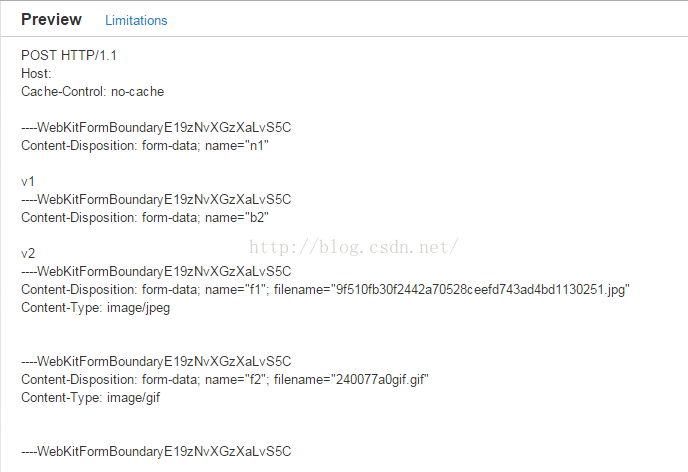 Preview Limitations
POST HTTP/1.1
Host:
Cache-Control: no-cache
----WebKitFormBoundaryE19zNvXGzXaLvS5C
Content-Disposition: form-data; name="n1"
v1
----WebKitFormBoundaryE19zNvXGzXaLvS5C
Content-Disposition: form-data; name="b2"
http://blog.csdn.net/
v2
----WebKitFormBoundaryE19zNvXGzXaLvS5C
Content-Disposition: form-data; name="f1"; filename="9f510fb30f2442a70528ceefd743ad4bd1130251.jpg"
Content-Type: image/jpeg
----WebKitFormBoundaryE19zNvXGzXaLvS5C
Content-Disposition: form-data; name="f2"; filename="240077a0gif.gif"
Content-Type: image/gif
----WebKitFormBoundaryE19zNvXGzXaLvS5C